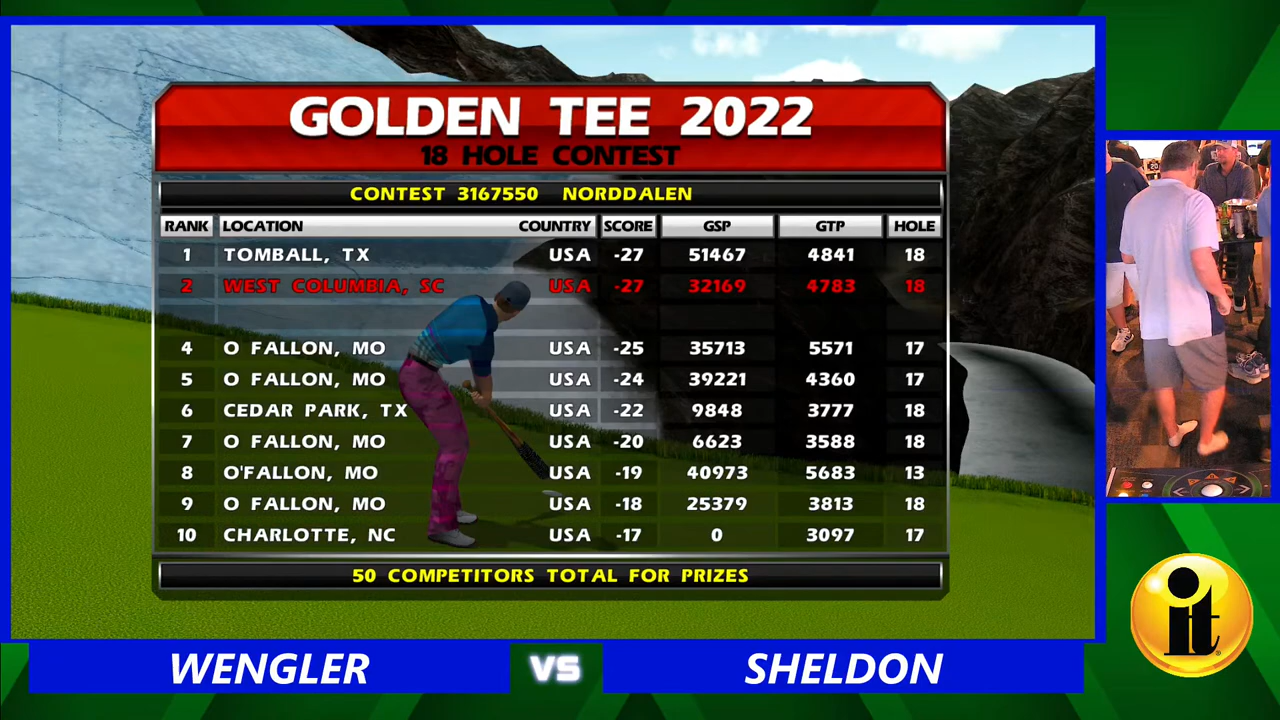 GOLDEN TEE 2022
18 HOLE CONTEST
CONTEST 3167550 NORDDALEN
RANK LOCATION COUNTRY SCORE GSP GTP HOLE
1 TOMBALL, TX USA -27 51467 4841 18
2 WEST COLUMBIA, SC USA -27 32169 4783 18
4 O FALLON, MO USA -25 35713 5571 17
5 O FALLON, MO USA -24 39221 4360 17
6 CEDAR PARK, TX USA -22 9848 3777 18
7 O FALLON, MO USA -20 6623 3588 18
8 O'FALLON, MO USA -19 40973 5683 13
9 O FALLON, MO USA -18 25379 3813 18
10 CHARLOTTE, NC USA -17 0 3097 17
50 COMPETITORS TOTAL FOR PRIZES
WENGLER VS SHELDON
it